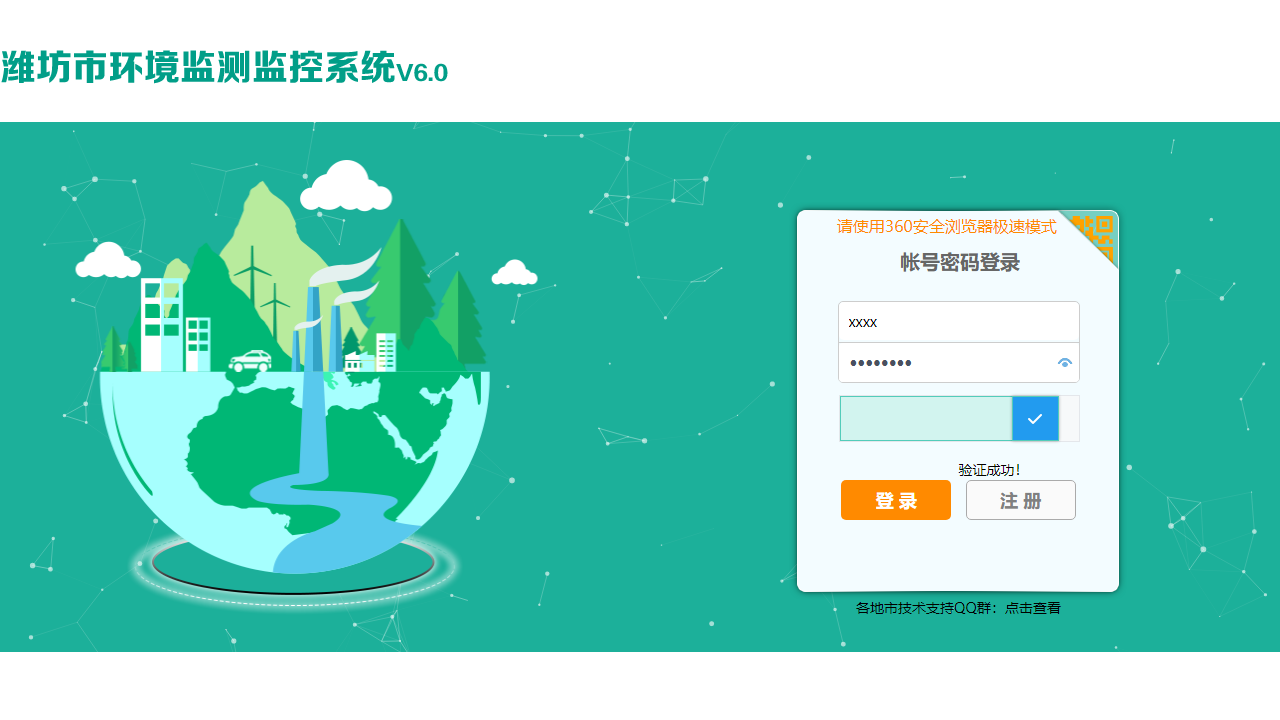 潍坊市环境监测监控系统V6.0
请使用360安全浏览器极速模式
帐号密码登录
xxxx
••••••••
验证成功!
登 录
注 册
各地市技术支持QQ群：点击查看